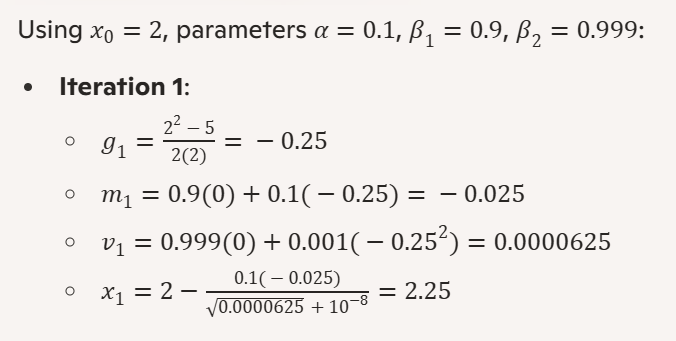 Using x₀ = 2, parameters α = 0.1, β₁ = 0.9, β₂ = 0.999:
• Iteration 1:
○ g₁ = (2² − 5)/(2(2)) = − 0.25
○ m₁ = 0.9(0) + 0.1( − 0.25) = − 0.025
○ v₁ = 0.999(0) + 0.001( − 0.25²) = 0.0000625
○ x₁ = 2 − (0.1( − 0.025))/(√0.0000625 + 10⁻⁸) = 2.25